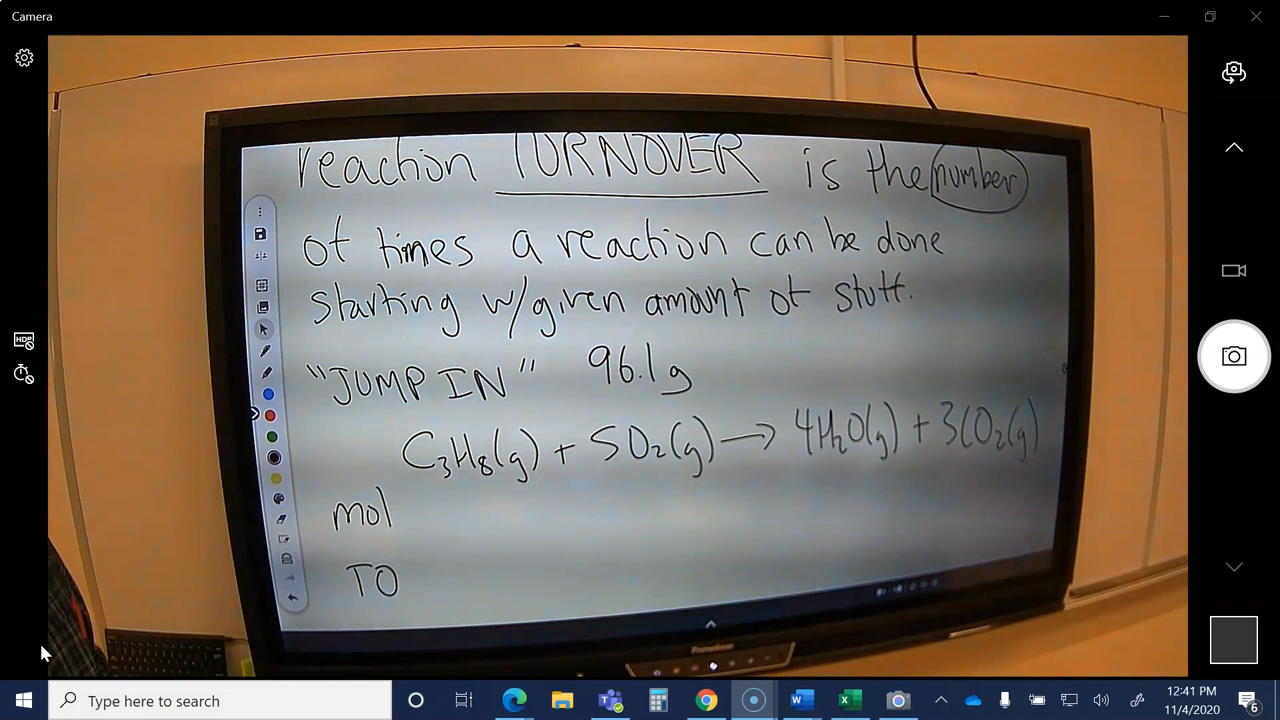 Camera
reaction TURNOVER is the number
of times a reaction can be done
starting w/given amount of stuff.
"JUMP IN" 96.1g
C₃H₈(g) + 5O₂(g) → 4H₂O(g) + 3CO₂(g)
mol
TO
Type here to search
12:41 PM
11/4/2020
6